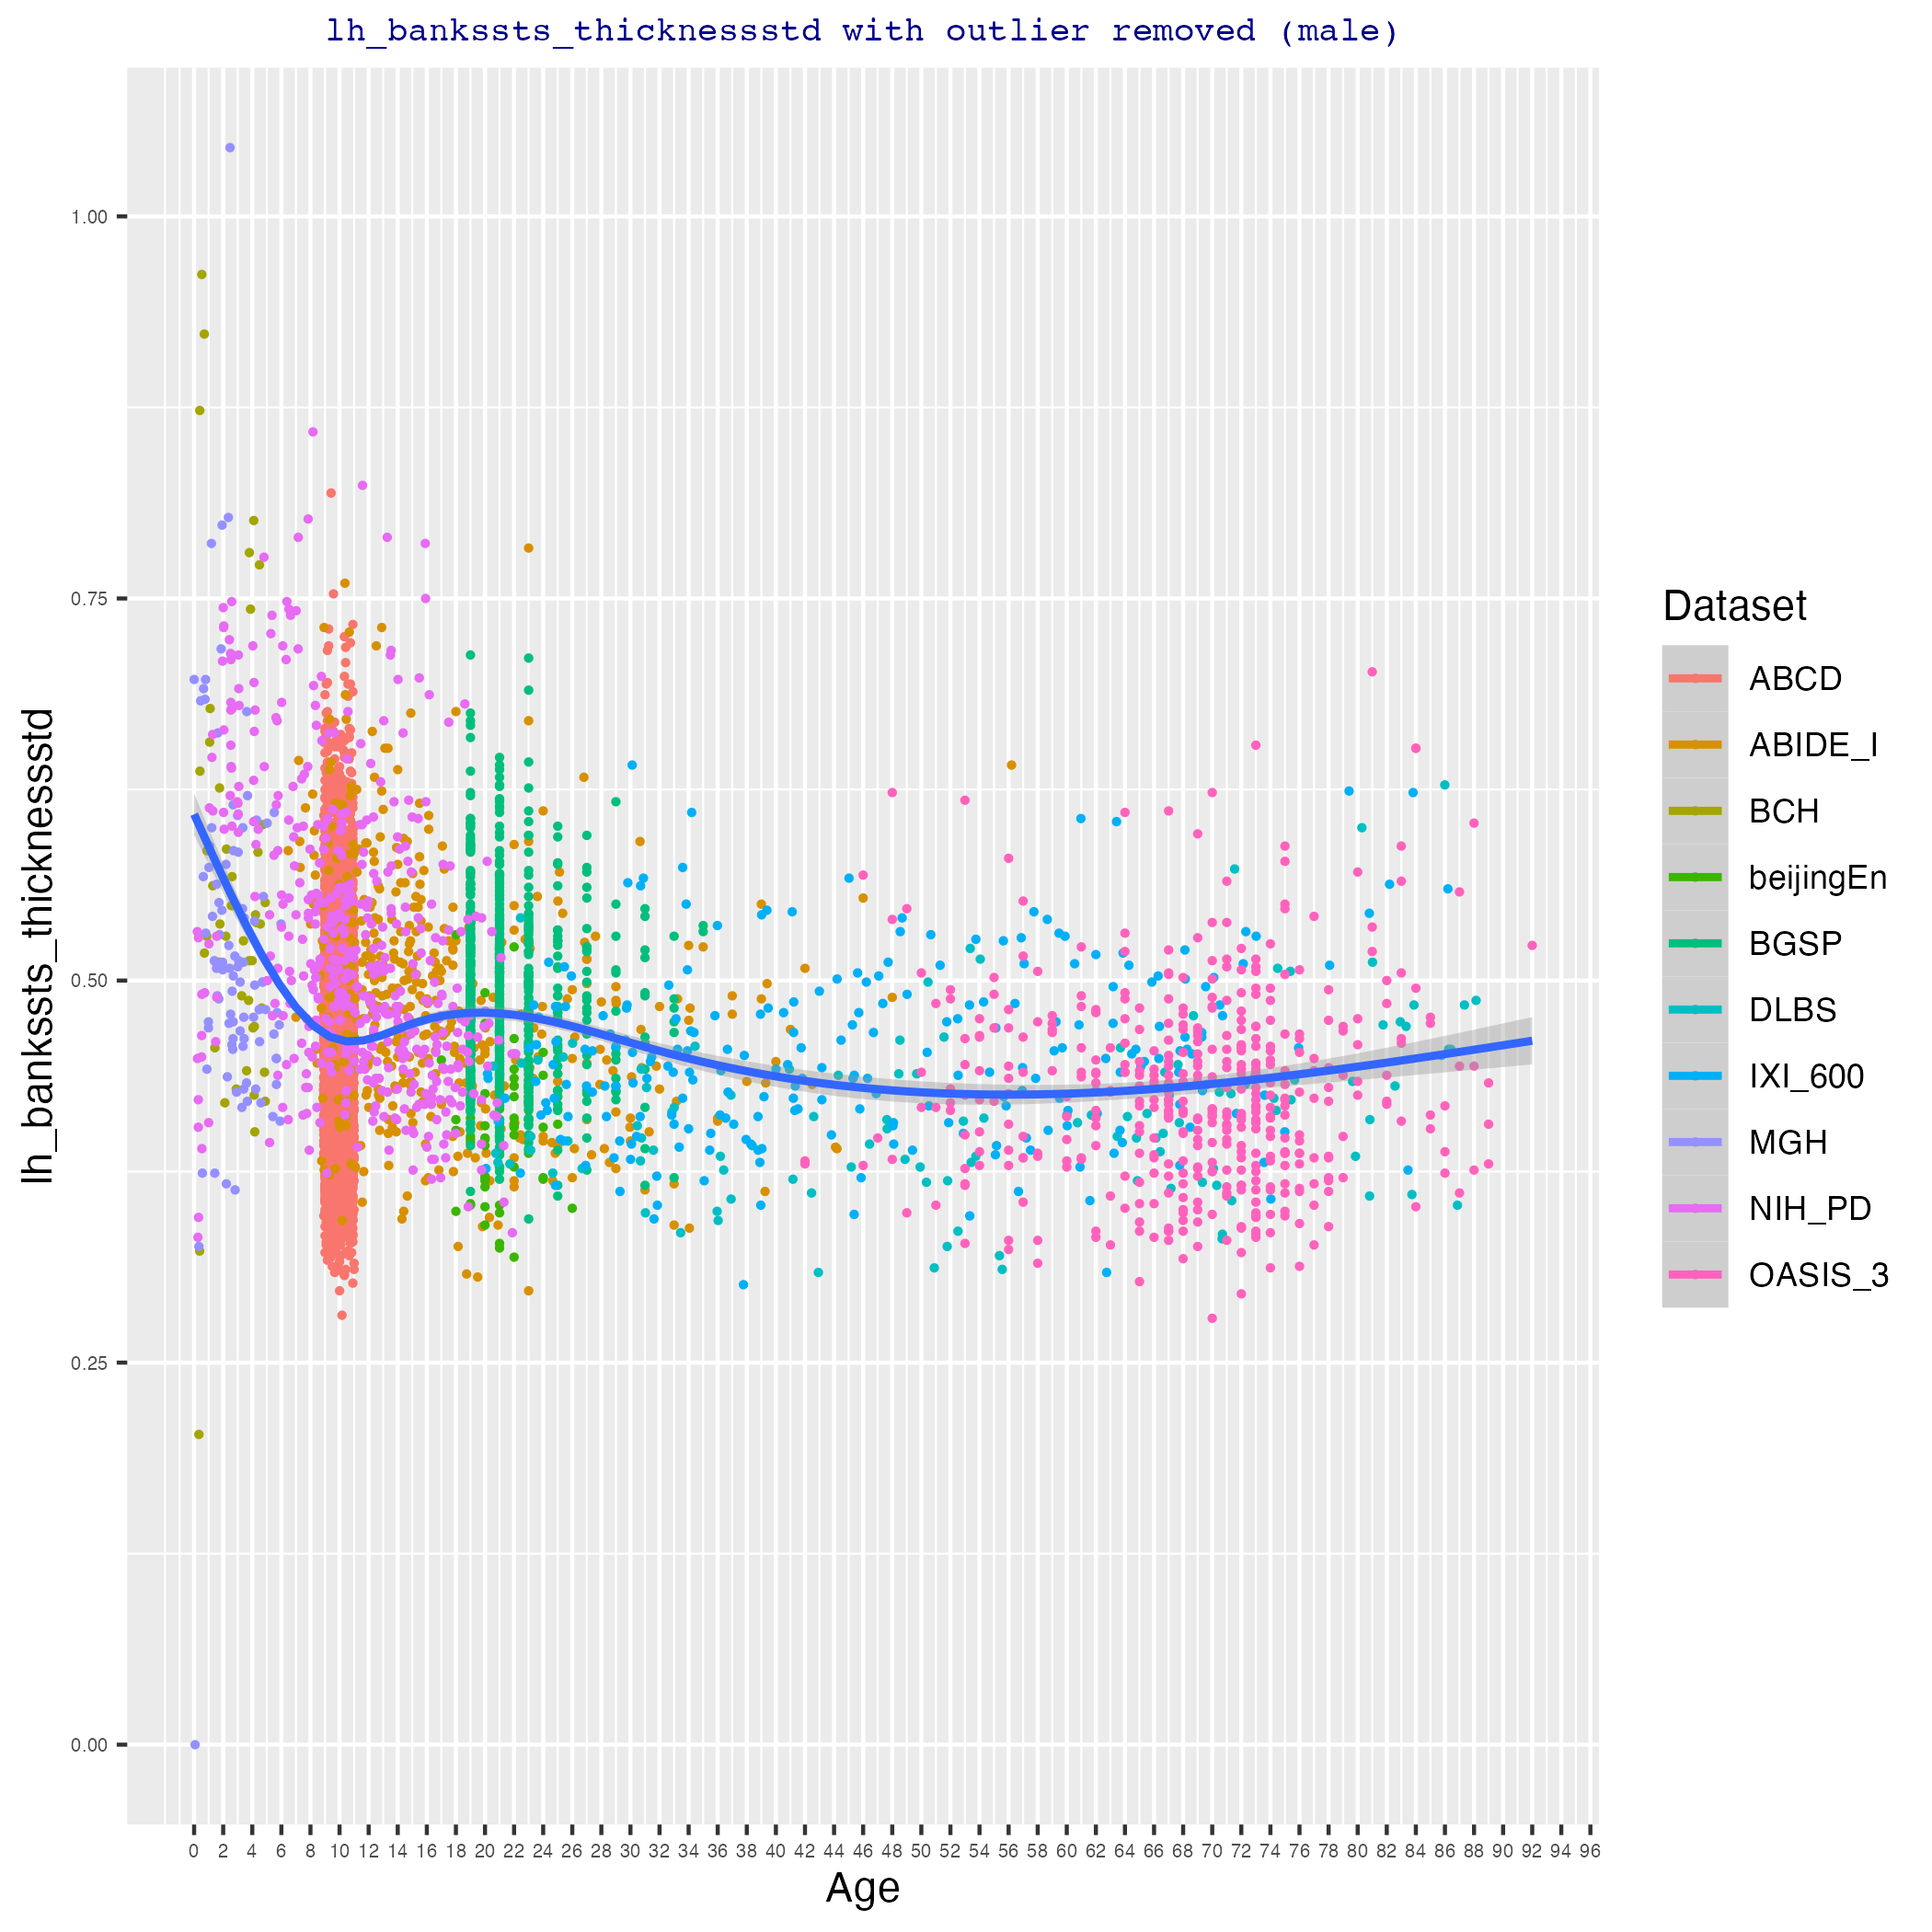 lh_bankssts_thicknessstd with outlier removed (male)
lh_bankssts_thicknessstd
1.00
0.75
0.50
0.25
0.00
0 2 4 6 8 10 12 14 16 18 20 22 24 26 28 30 32 34 36 38 40 42 44 46 48 50 52 54 56 58 60 62 64 66 68 70 72 74 76 78 80 82 84 86 88 90 92 94 96
Age
Dataset
ABCD
ABIDE_I
BCH
beijingEn
BGSP
DLBS
IXI_600
MGH
NIH_PD
OASIS_3